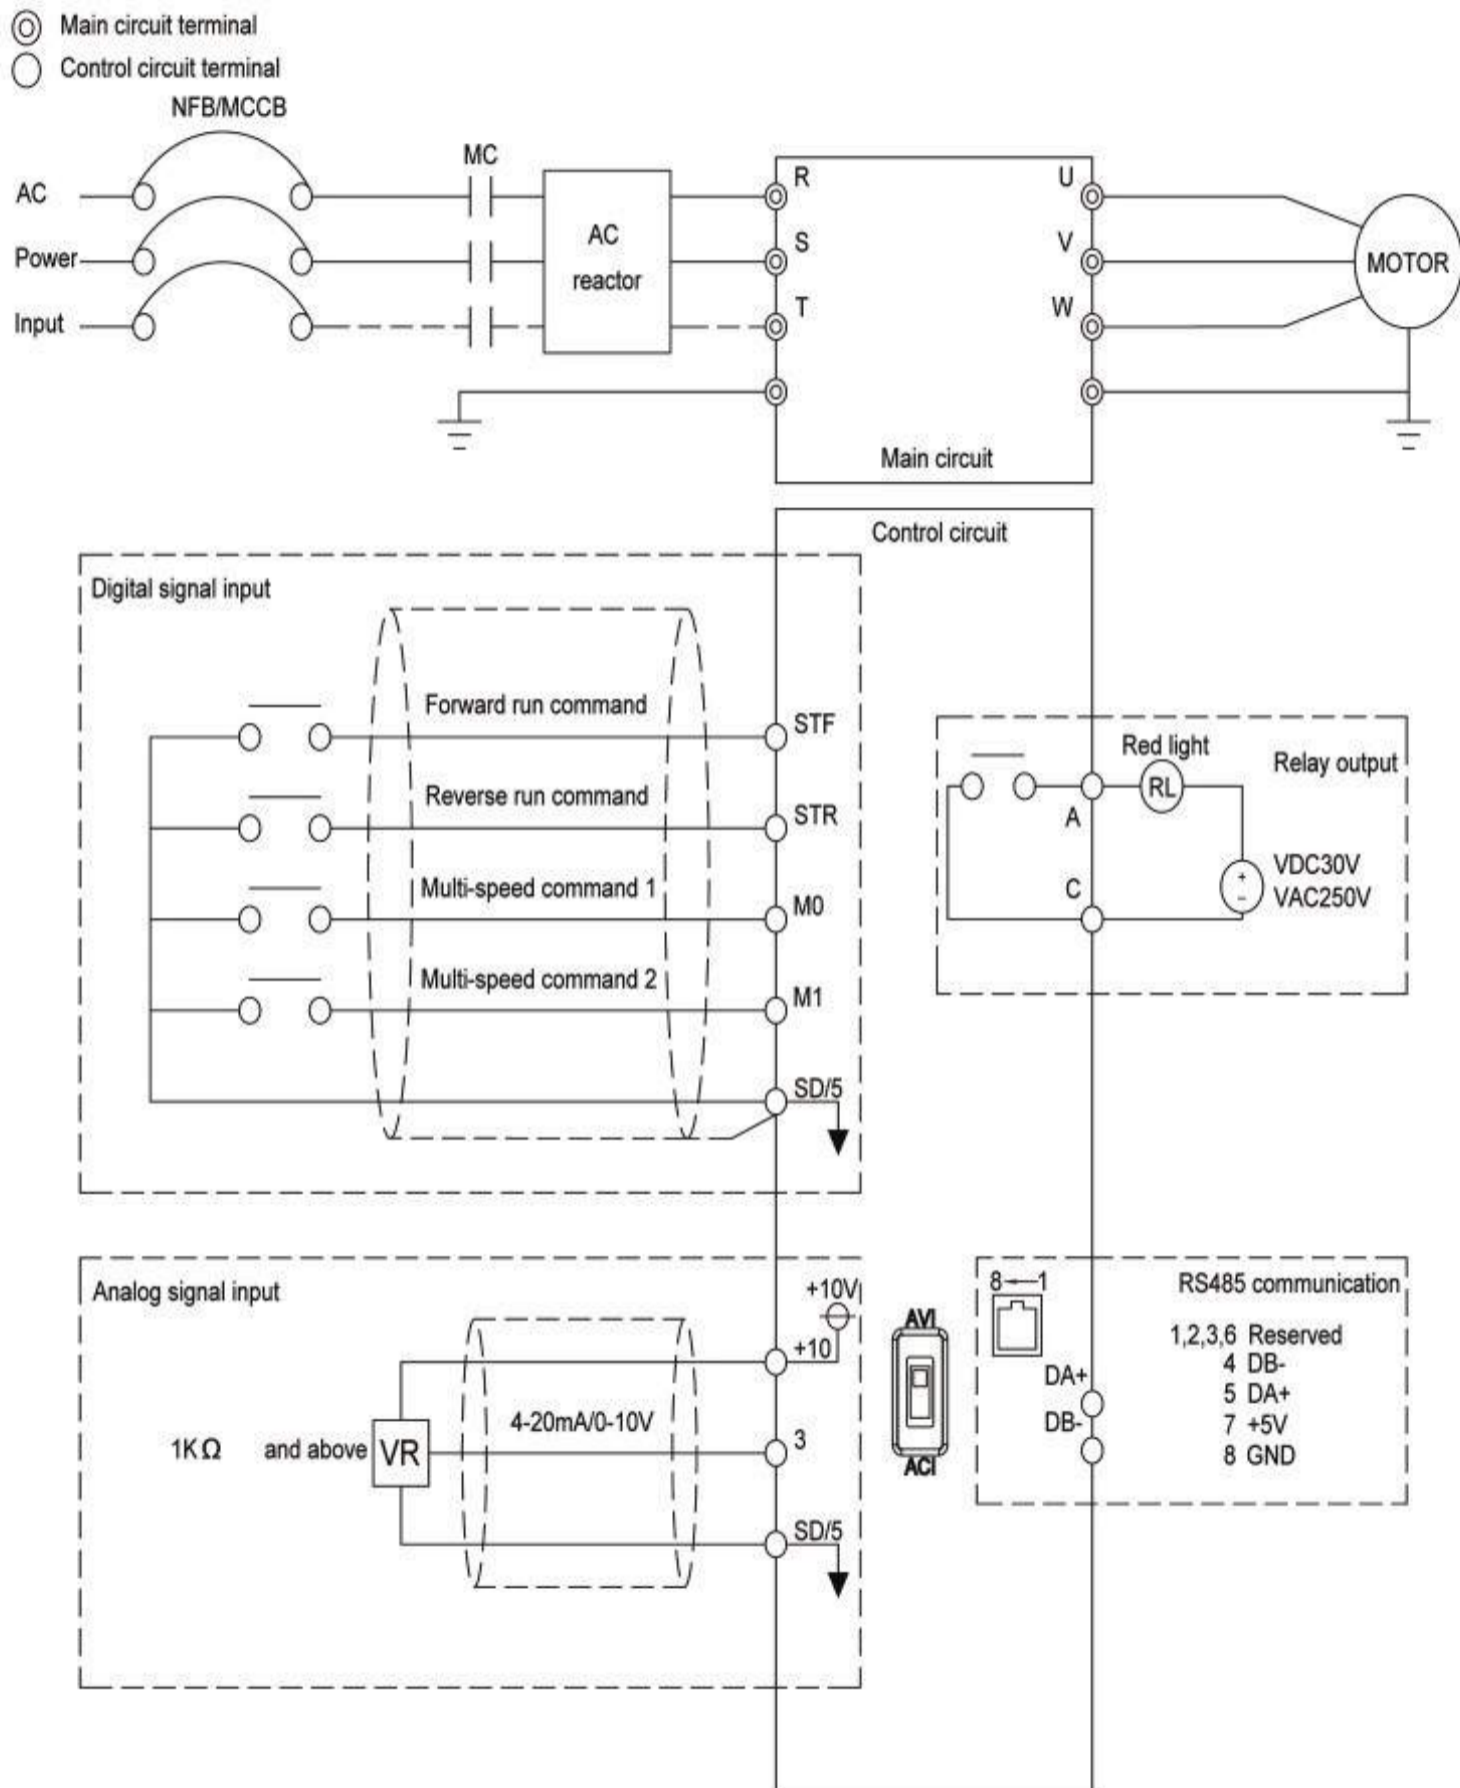 Main circuit terminal
Control circuit terminal
NFB/MCCB
MC
AC
Power
Input
AC
reactor
R
S
T
U
V
W
MOTOR
Main circuit
Control circuit
Digital signal input
Forward run command
STF
Reverse run command
STR
Multi-speed command 1
M0
Multi-speed command 2
M1
SD/5
Red light
Relay output
RL
A
C
+
−
VDC30V
VAC250V
Analog signal input
+10V
+10
4-20mA/0-10V
3
1KΩ and above
VR
SD/5
AVI
ACI
8 1
RS485 communication
1,2,3,6 Reserved
4 DB-
5 DA+
7 +5V
8 GND
DA+
DB-